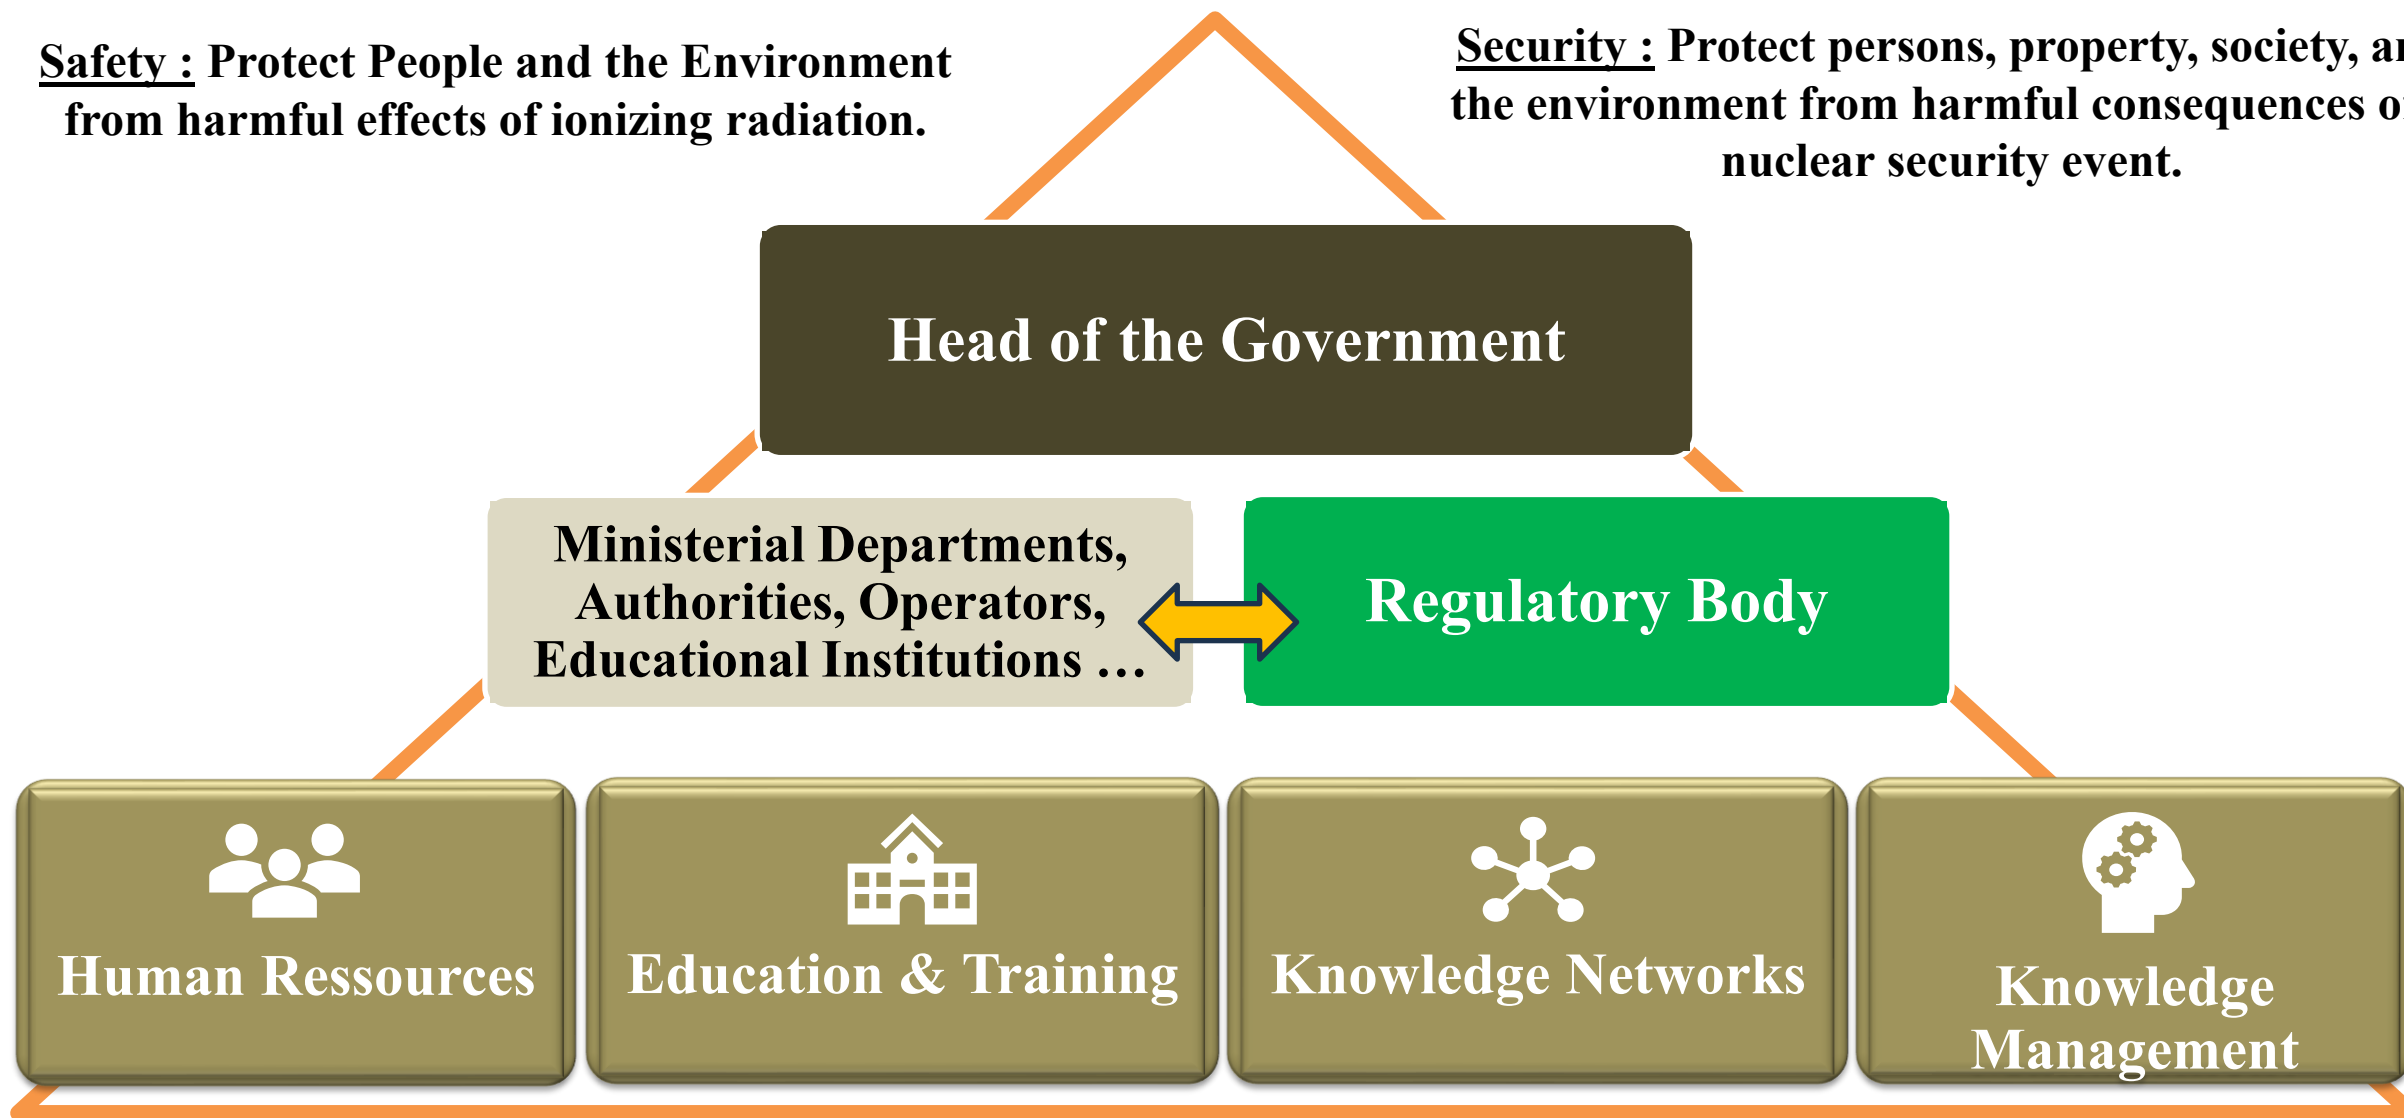 Safety : Protect People and the Environment
from harmful effects of ionizing radiation.
Security : Protect persons, property, society,
the environment from harmful consequences
nuclear security event.
Head of the Government
Ministerial Departments,
Authorities, Operators,
Educational Institutions …
Regulatory Body
Human Ressources
Education & Training
Knowledge Networks
Knowledge
Management